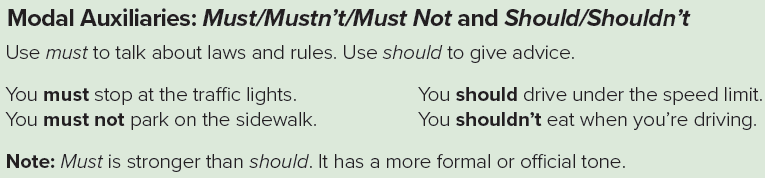 Modal Auxiliaries: Must/Mustn't/Must Not and Should/Shouldn't
Use must to talk about laws and rules. Use should to give advice.
You must stop at the traffic lights.
You must not park on the sidewalk.
You should drive under the speed limit.
You shouldn't eat when you're driving.
Note: Must is stronger than should. It has a more formal or official tone.